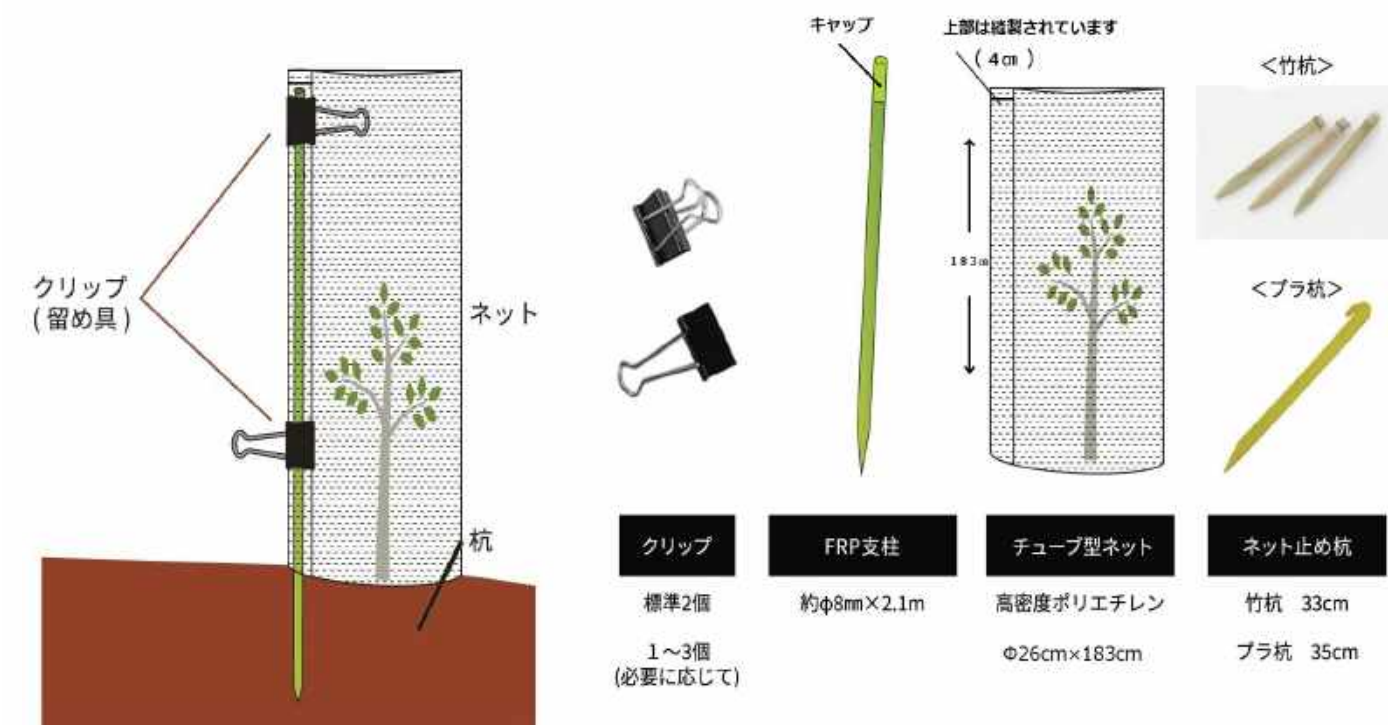 クリップ
(留め具)
ネット
杭
キャップ
上部は縫製されています
(4㎝)
183㎝
<竹杭>
<プラ杭>
クリップ
標準2個
1〜3個
(必要に応じて)
FRP支柱
約φ8㎜×2.1m
チューブ型ネット
高密度ポリエチレン
Φ26cm×183cm
ネット止め杭
竹杭 33cm
プラ杭 35cm